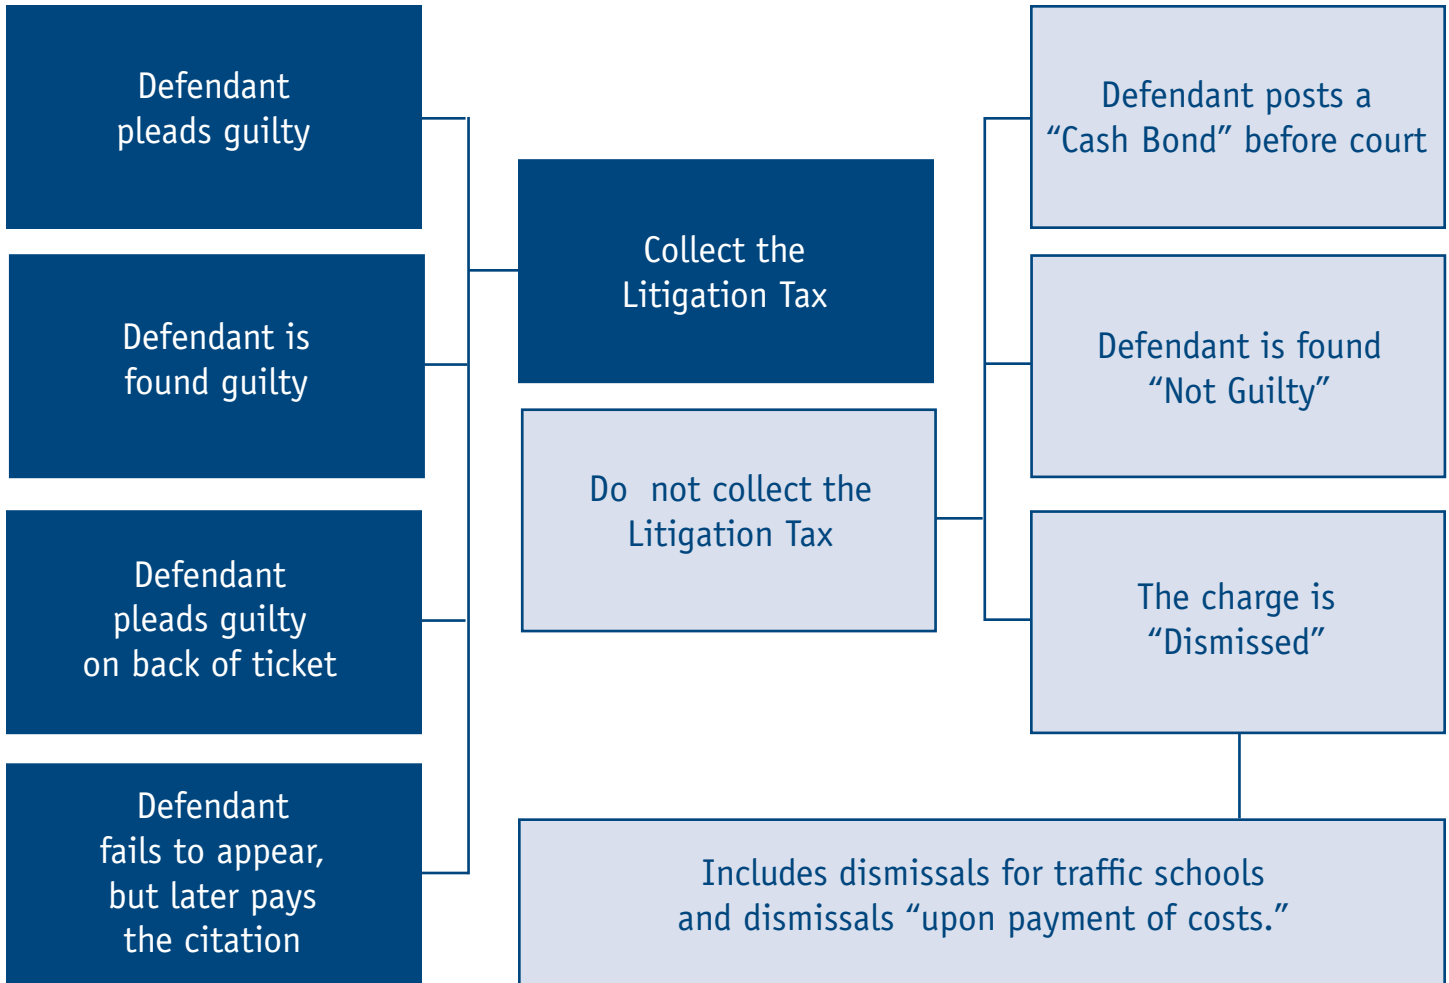 Defendant
pleads guilty
Defendant is
found guilty
Defendant
pleads guilty
on back of ticket
Defendant
fails to appear,
but later pays
the citation
Collect the
Litigation Tax
Do  not collect the
Litigation Tax
Defendant posts a
“Cash Bond” before court
Defendant is found
“Not Guilty”
The charge is
“Dismissed”
Includes dismissals for traffic schools
and dismissals “upon payment of costs.”